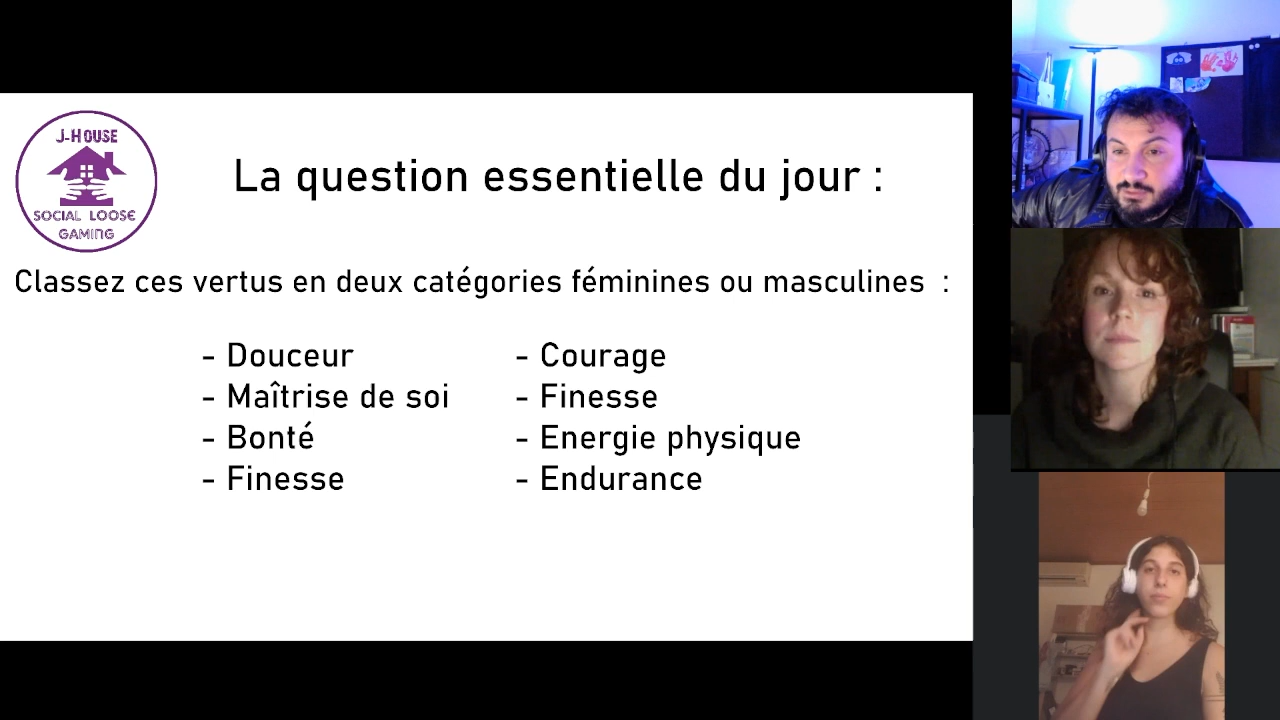 J-HOUSE
SOCIAL LOOSE
GAMING
La question essentielle du jour :
Classez ces vertus en deux catégories féminines ou masculines :
- Douceur
- Maîtrise de soi
- Bonté
- Finesse
- Courage
- Finesse
- Energie physique
- Endurance